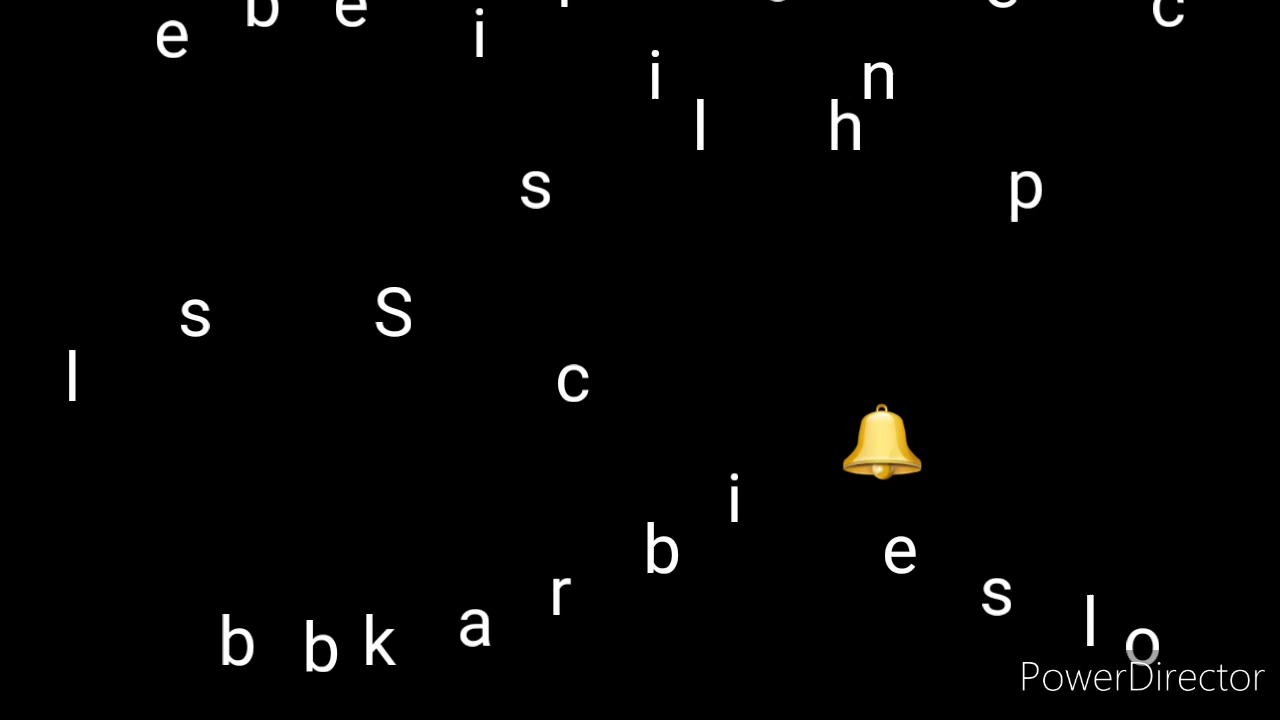 e b e i c
i n
l h
s p
s S
l c
i
b e
r s
b b k a l o
PowerDirector